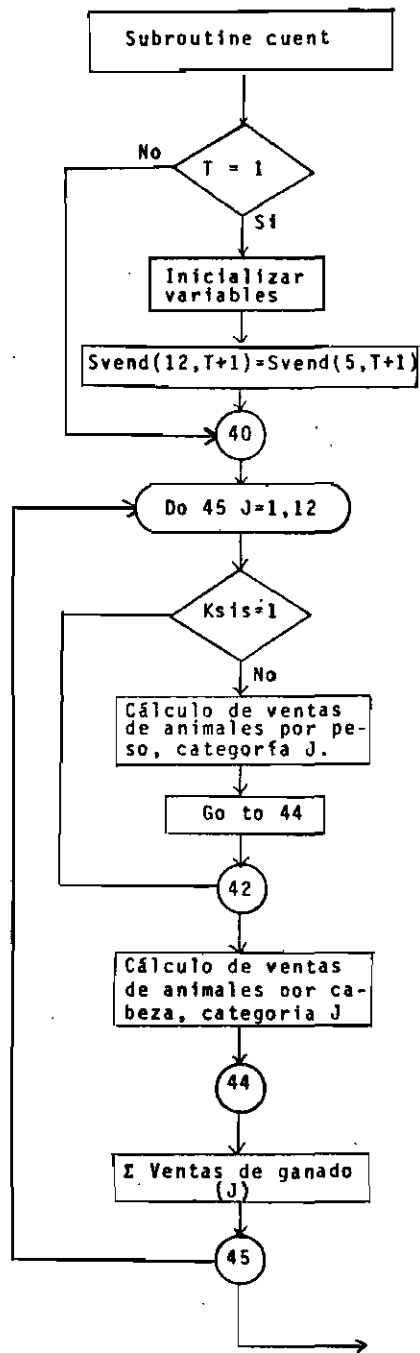 Subroutine cuent
No
T = 1
Si
Inicializar
variables
Svend(12,T+1)=Svend(5,T+1)
40
Do 45 J=1,12
Ksis=1
No
Cálculo de ventas
de animales por pe-
so, categoría J.
Go to 44
42
Cálculo de ventas
de animales por ca-
beza, categoria J
44
Σ Ventas de ganado
(J)
45